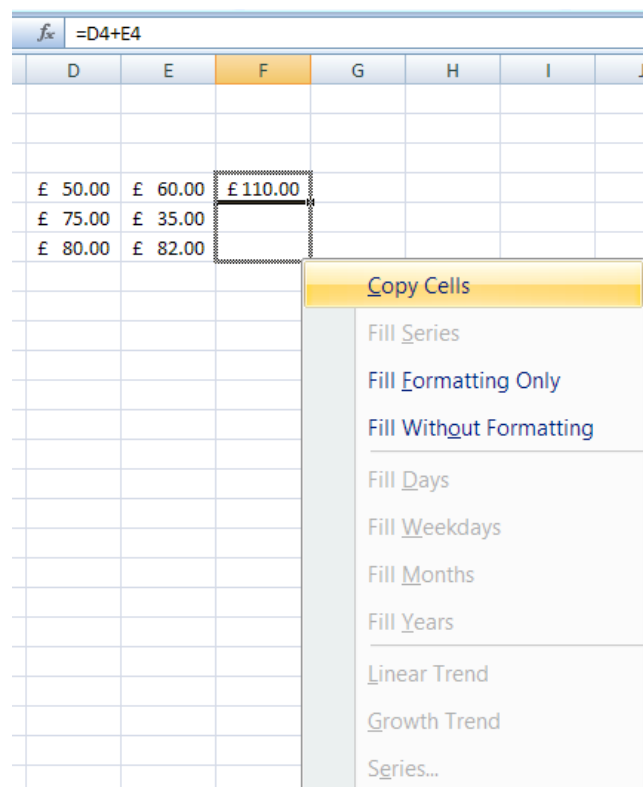 fx =D4+E4
D E F G H I J
£ 50.00 £ 60.00 £ 110.00
£ 75.00 £ 35.00
£ 80.00 £ 82.00
Copy Cells
Fill Series
Fill Formatting Only
Fill Without Formatting
Fill Days
Fill Weekdays
Fill Months
Fill Years
Linear Trend
Growth Trend
Series...